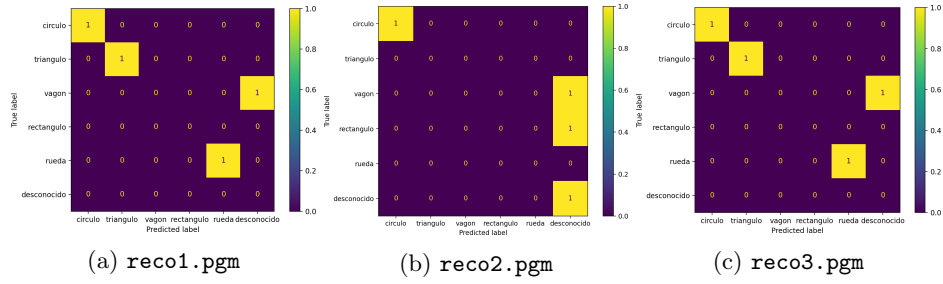 circulo 1 0 0 0 0 0
triangulo 0 1 0 0 0 0
vagon 0 0 0 0 0 1
rectangulo 0 0 0 0 0 0
rueda 0 0 0 0 1 0
desconocido 0 0 0 0 0 0
circulo triangulo vagon rectangulo rueda desconocido
Predicted label
True label
1.0
0.8
0.6
0.4
0.2
0.0
(a) reco1.pgm
circulo 1 0 0 0 0 0
triangulo 0 0 0 0 0 0
vagon 0 0 0 0 0 1
rectangulo 0 0 0 0 0 1
rueda 0 0 0 0 0 0
desconocido 0 0 0 0 0 1
circulo triangulo vagon rectangulo rueda desconocido
Predicted label
True label
1.0
0.8
0.6
0.4
0.2
0.0
(b) reco2.pgm
circulo 1 0 0 0 0 0
triangulo 0 1 0 0 0 0
vagon 0 0 0 0 0 1
rectangulo 0 0 0 0 0 0
rueda 0 0 0 0 1 0
desconocido 0 0 0 0 0 0
circulo triangulo vagon rectangulo rueda desconocido
Predicted label
True label
1.0
0.8
0.6
0.4
0.2
0.0
(c) reco3.pgm